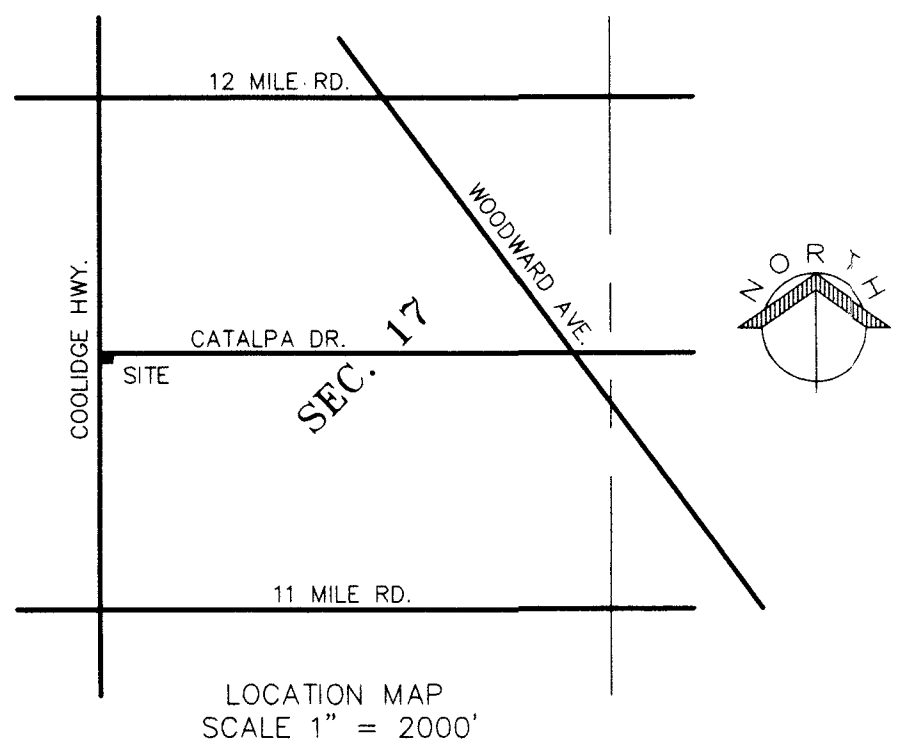 12 MILE RD.
WOODWARD AVE.
NORTH
COOLIDGE HWY.
CATALPA DR.
SEC. 17
SITE
11 MILE RD.
LOCATION MAP
SCALE 1" = 2000'